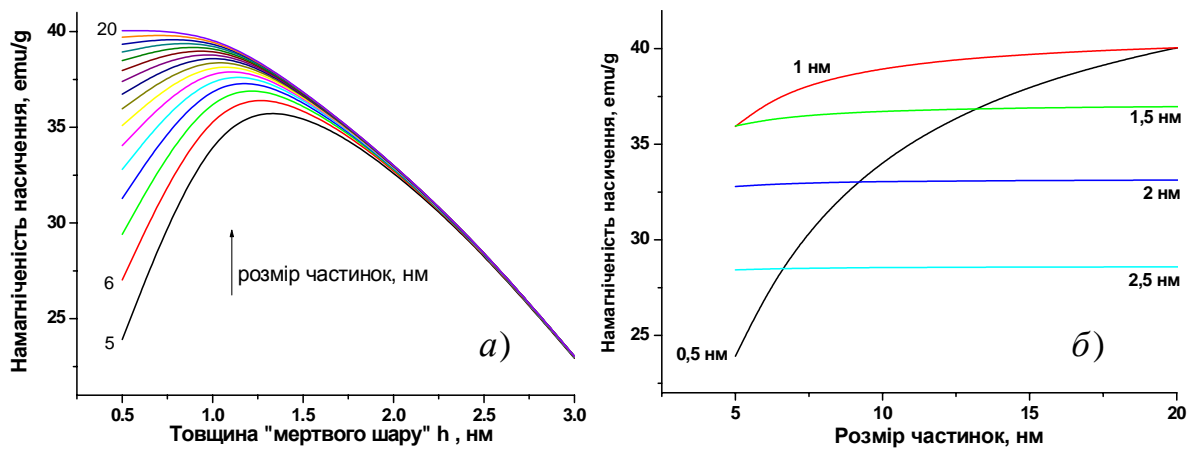 Намагніченість насичення, emu/g
40
35
30
25
20
6
5
розмір частинок, нм
а)
0.5
1.0
1.5
2.0
2.5
3.0
Товщина "мертвого шару" h , нм
Намагніченість насичення, emu/g
40
35
30
25
1 нм
1,5 нм
2 нм
2,5 нм
0,5 нм
б)
5
10
15
20
Розмір частинок, нм